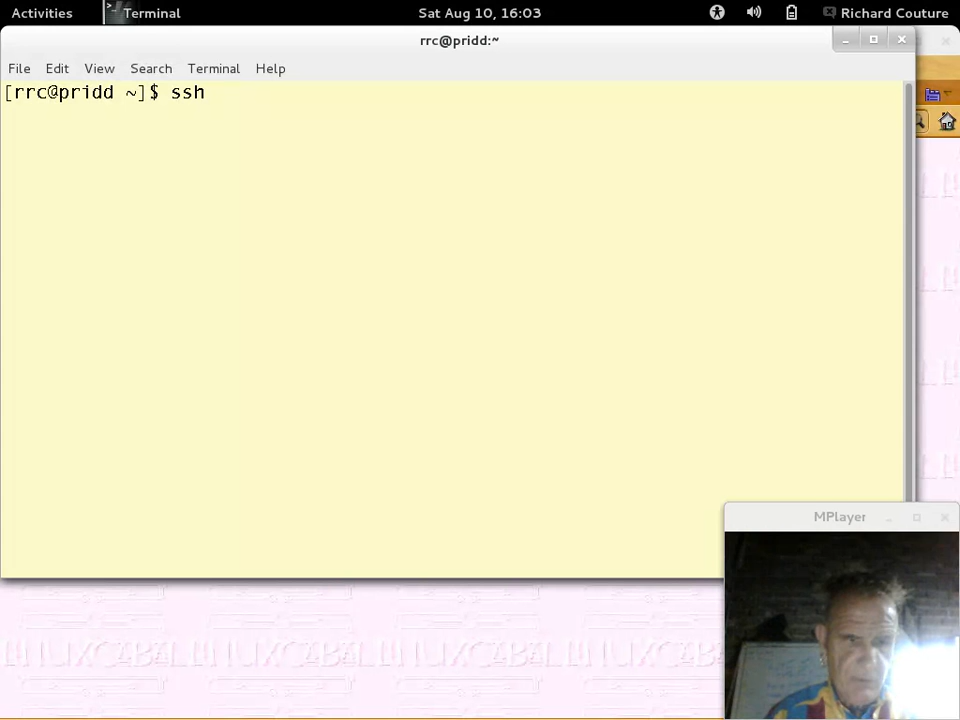 Activities Terminal Sat Aug 10, 16:03 Richard Couture
rrc@pridd:~
File Edit View Search Terminal Help
[rrc@pridd ~]$ ssh
MPlayer
LINUXCABAL